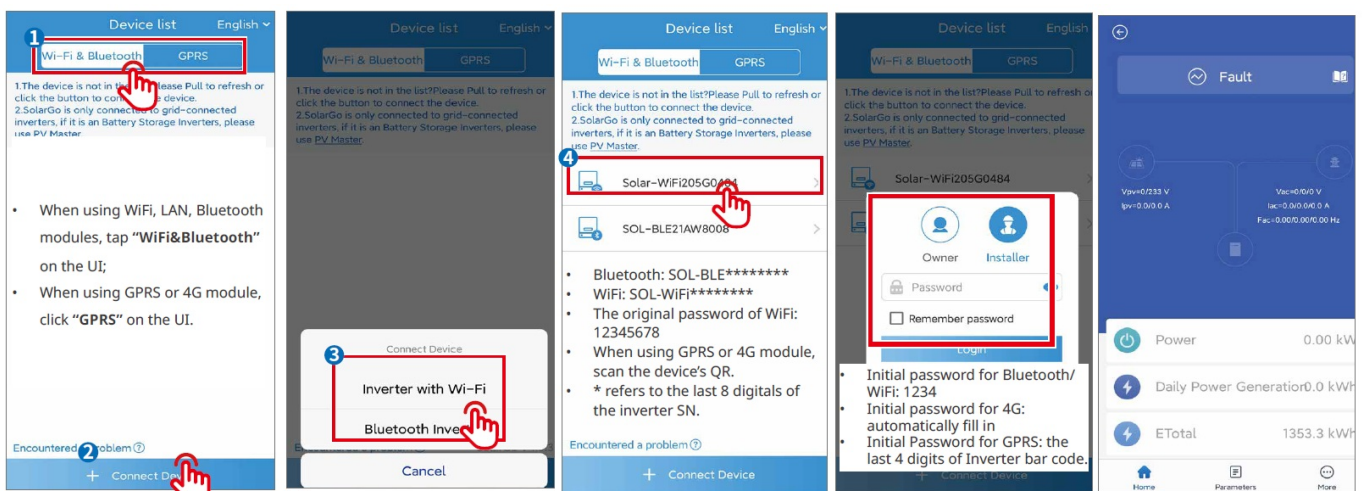 Device list English
1
Wi-Fi & Bluetooth GPRS
1.The device is not in the Please Pull to refresh or
click the button to the device.
2.SolarGo is only connected to grid-connected
inverters, if it is an Battery Storage Inverters, please
use PV Master.
• When using WiFi, LAN, Bluetooth
modules, tap “WiFi&Bluetooth”
on the UI;
• When using GPRS or 4G module,
click “GPRS” on the UI.
Encountered
2
+ Connect
Device list English
Wi-Fi & Bluetooth GPRS
1.The device is not in the list?Please Pull to refresh or
click the button to connect the device.
2.SolarGo is only connected to grid-connected
inverters, if it is an Battery Storage Inverters, please
use PV Master.
3
Connect Device
Inverter with Wi-Fi
Bluetooth
Cancel
Device list English
Wi-Fi & Bluetooth GPRS
1.The device is not in the list?Please Pull to refresh or
click the button to connect the device.
2.SolarGo is only connected to grid-connected
inverters, if it is an Battery Storage Inverters, please
use PV Master.
4
Solar-WiFi205G0484
SOL-BLE21AW8008
• Bluetooth: SOL-BLE********
• WiFi: SOL-WiFi********
• The original password of WiFi:
12345678
• When using GPRS or 4G module,
scan the device’s QR.
• * refers to the last 8 digitals of
the inverter SN.
Encountered a problem ?
+ Connect Device
Device list English
Wi-Fi & Bluetooth GPRS
1.The device is not in the list?Please Pull to refresh or
click the button to connect the device.
2.SolarGo is only connected to grid-connected
inverters, if it is an Battery Storage Inverters, please
use PV Master.
Solar-WiFi205G0484
Owner Installer
Password
Remember password
Login
• Initial password for Bluetooth/
WiFi: 1234
• Initial password for 4G:
automatically fill in
• Initial Password for GPRS: the
last 4 digits of Inverter bar code.
+ Connect Device
Fault
Vpv=0/233 V
Ipv=0.0/0.0 A
Vac=0/0/0 V
Iac=0.0/0.0/0.0 A
Fac=0.00/0.00/0.00 Hz
Power 0.00 kW
Daily Power Generation 0.0 kWh
ETotal 1353.3 kWh
Home Parameters More